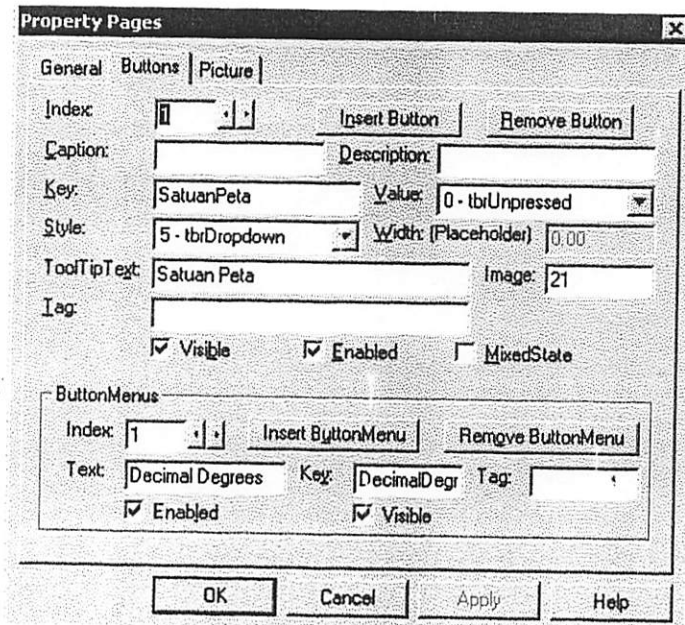 Property Pages
General Buttons Picture
Index: 1 Insert Button Remove Button
Caption: Description:
Key: SatuanPeta Value: 0 - tbrUnpressed
Style: 5 - tbrDropdown Width: (Placeholder) 0.00
ToolTipText: Satuan Peta Image: 21
Tag:
Visible Enabled MixedState
ButtonMenus
Index: 1 Insert ButtonMenu Remove ButtonMenu
Text: Decimal Degrees Key: DecimalDegr Tag:
Enabled Visible
OK Cancel Apply Help